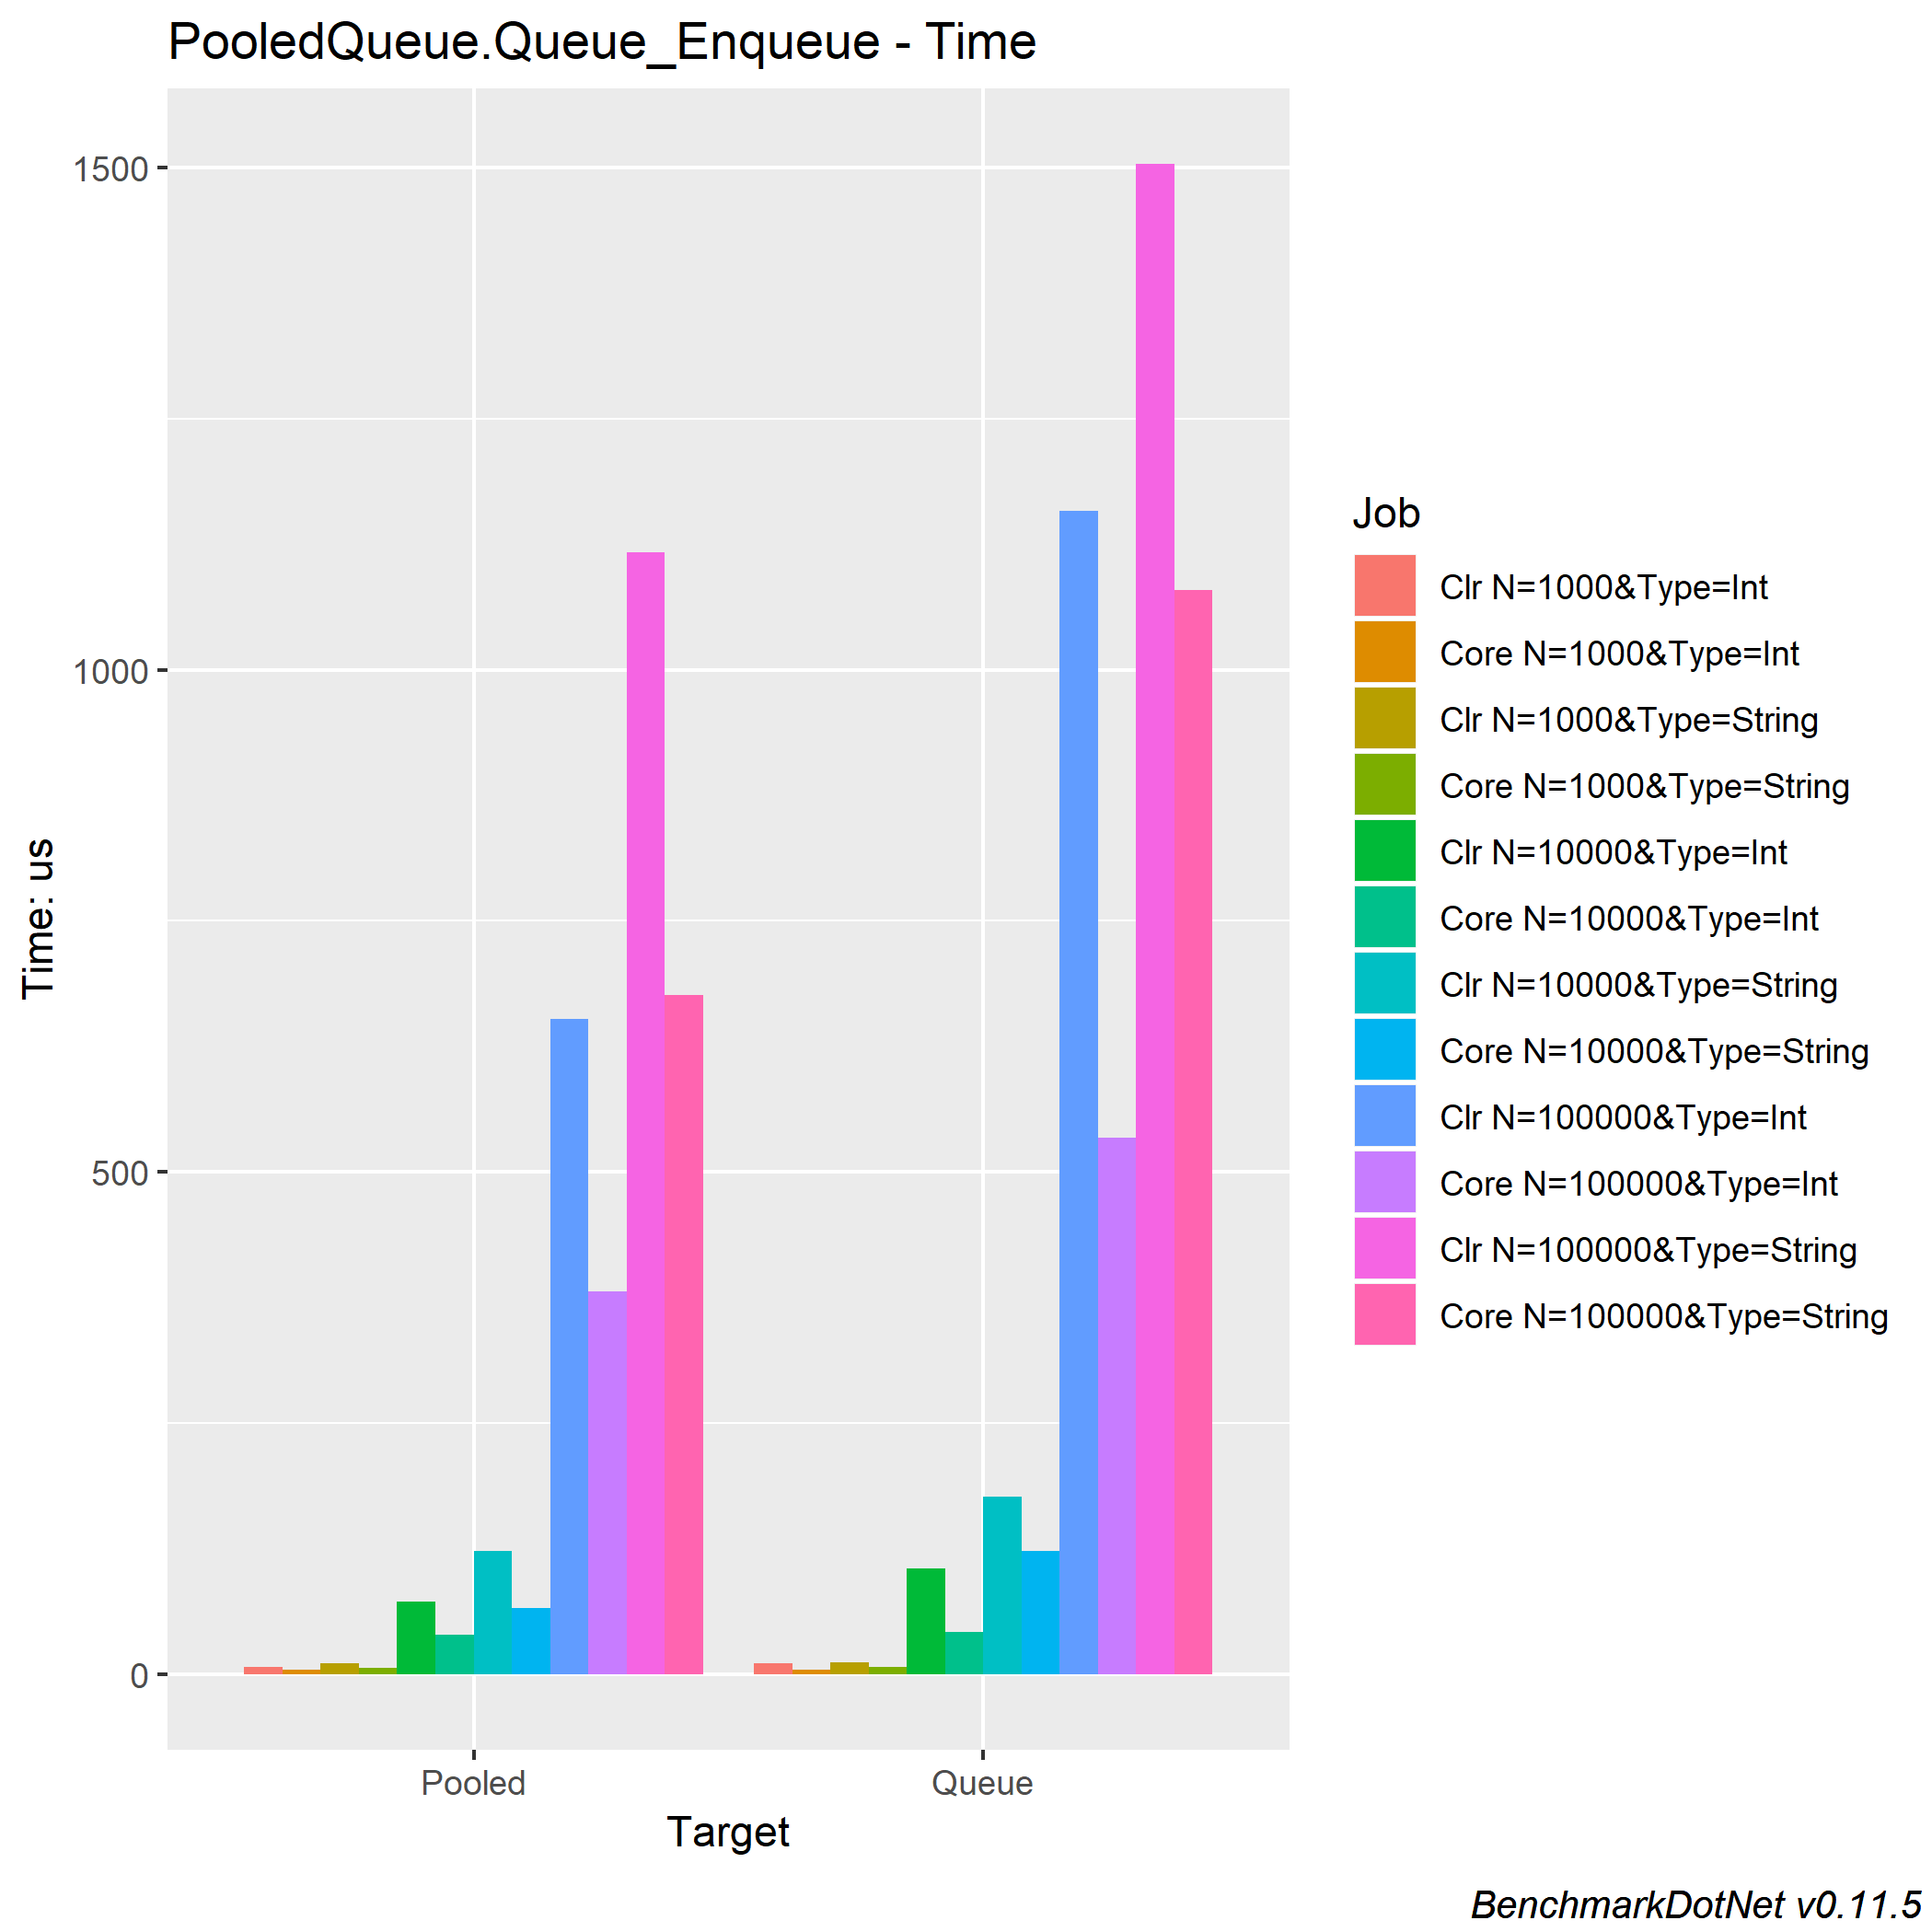 PooledQueue.Queue_Enqueue - Time
1500
1000
500
0
Time: us
Pooled
Queue
Target
Job
Clr N=1000&Type=Int
Core N=1000&Type=Int
Clr N=1000&Type=String
Core N=1000&Type=String
Clr N=10000&Type=Int
Core N=10000&Type=Int
Clr N=10000&Type=String
Core N=10000&Type=String
Clr N=100000&Type=Int
Core N=100000&Type=Int
Clr N=100000&Type=String
Core N=100000&Type=String
BenchmarkDotNet v0.11.5